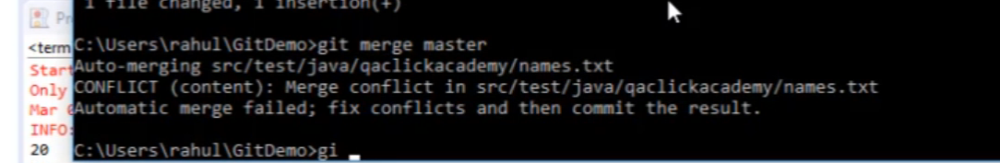 1 file changed, 1 insertion(+)
C:\Users\rahul\GitDemo>git merge master
Auto-merging src/test/java/qaclickacademy/names.txt
CONFLICT (content): Merge conflict in src/test/java/qaclickacademy/names.txt
Automatic merge failed; fix conflicts and then commit the result.
C:\Users\rahul\GitDemo>gi
Pr
<term
Start
Only
Mar
INFO:
20